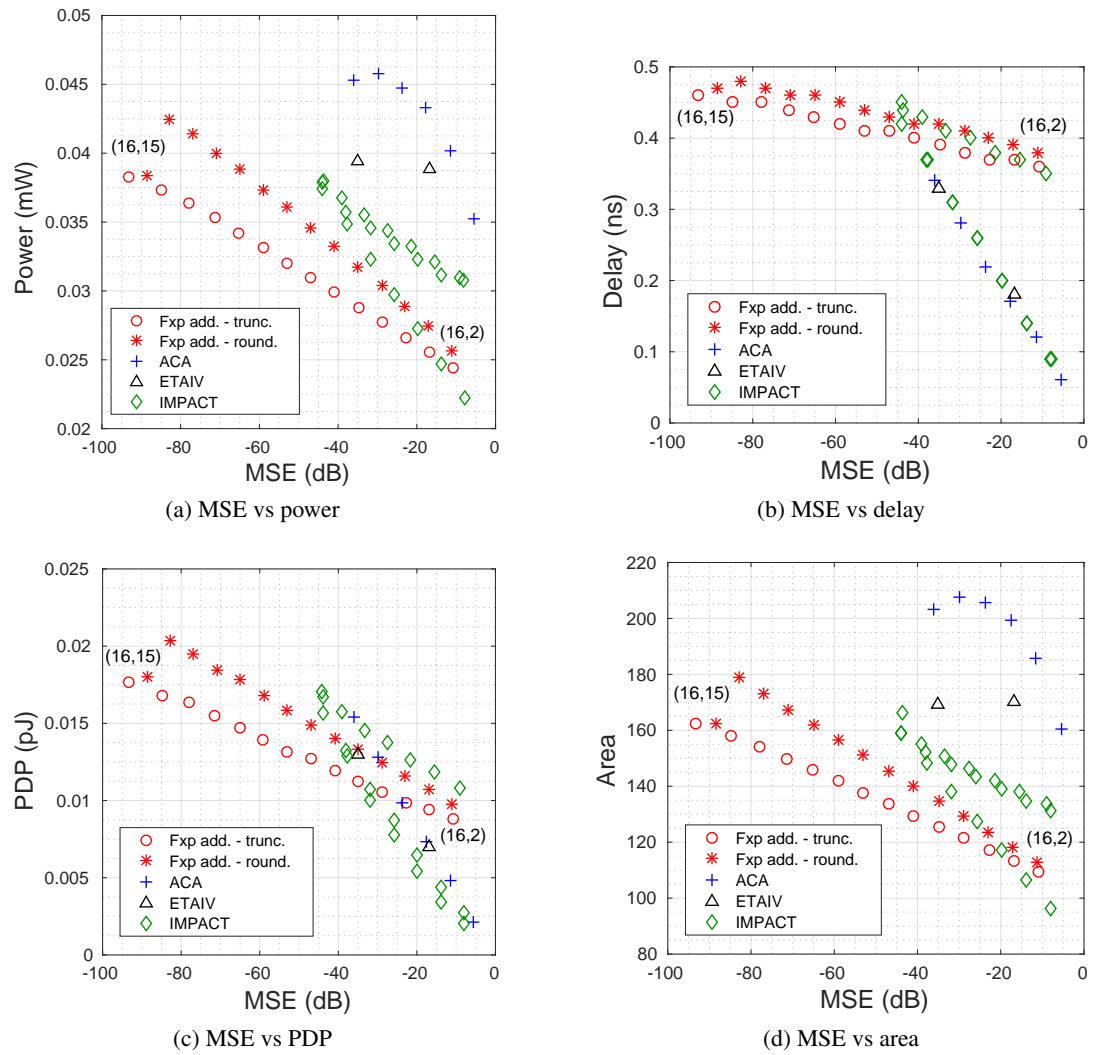 0.05
0.045
0.04
0.035
0.03
0.025
0.02
Power (mW)
(16,15)
(16,2)
Fxp add. - trunc.
Fxp add. - round.
ACA
ETAIV
IMPACT
-100 -80 -60 -40 -20 0
MSE (dB)
(a) MSE vs power
0.5
0.4
0.3
0.2
0.1
0
Delay (ns)
(16,15)
(16,2)
Fxp add. - trunc.
Fxp add. - round.
ACA
ETAIV
IMPACT
-100 -80 -60 -40 -20 0
MSE (dB)
(b) MSE vs delay
0.025
0.02
0.015
0.01
0.005
0
PDP (pJ)
(16,15)
(16,2)
Fxp add. - trunc.
Fxp add. - round.
ACA
ETAIV
IMPACT
-100 -80 -60 -40 -20 0
MSE (dB)
(c) MSE vs PDP
220
200
180
160
140
120
100
80
Area
(16,15)
(16,2)
Fxp add. - trunc.
Fxp add. - round.
ACA
ETAIV
IMPACT
-100 -80 -60 -40 -20 0
MSE (dB)
(d) MSE vs area